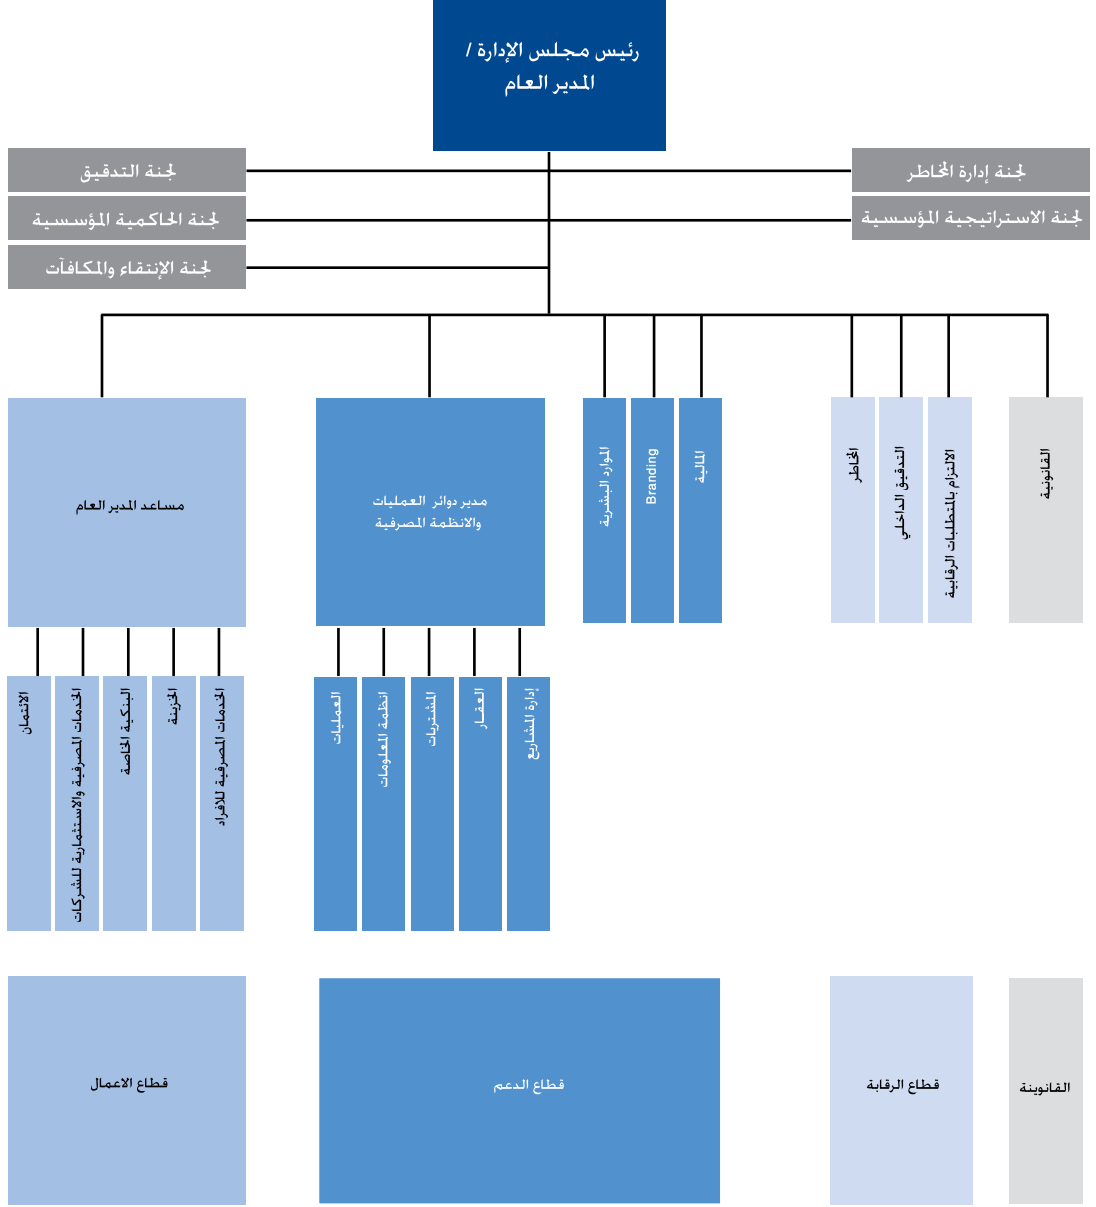 رئيس مجلس الإدارة /
المدير العام
لجنة إدارة المخاطر
لجنة التدقيق
لجنة الاستراتيجية المؤسسية
لجنة الحاكمية المؤسسية
لجنة الإنتقاء والمكافآت
القانونية
الالتزام بالمتطلبات الرقابية
التدقيق الداخلي
المخاطر
المالية
Branding
الموارد البشرية
مدير دوائر العمليات
والانظمة المصرفية
مساعد المدير العام
إدارة المشاريع
العقار
المشتريات
انظمة المعلومات
العمليات
الخدمات المصرفية للافراد
الخزينة
البنكية الخاصة
الخدمات المصرفية والاستثمارية للشركات
الائتمان
القانوينة
قطاع الرقابة
قطاع الدعم
قطاع الاعمال